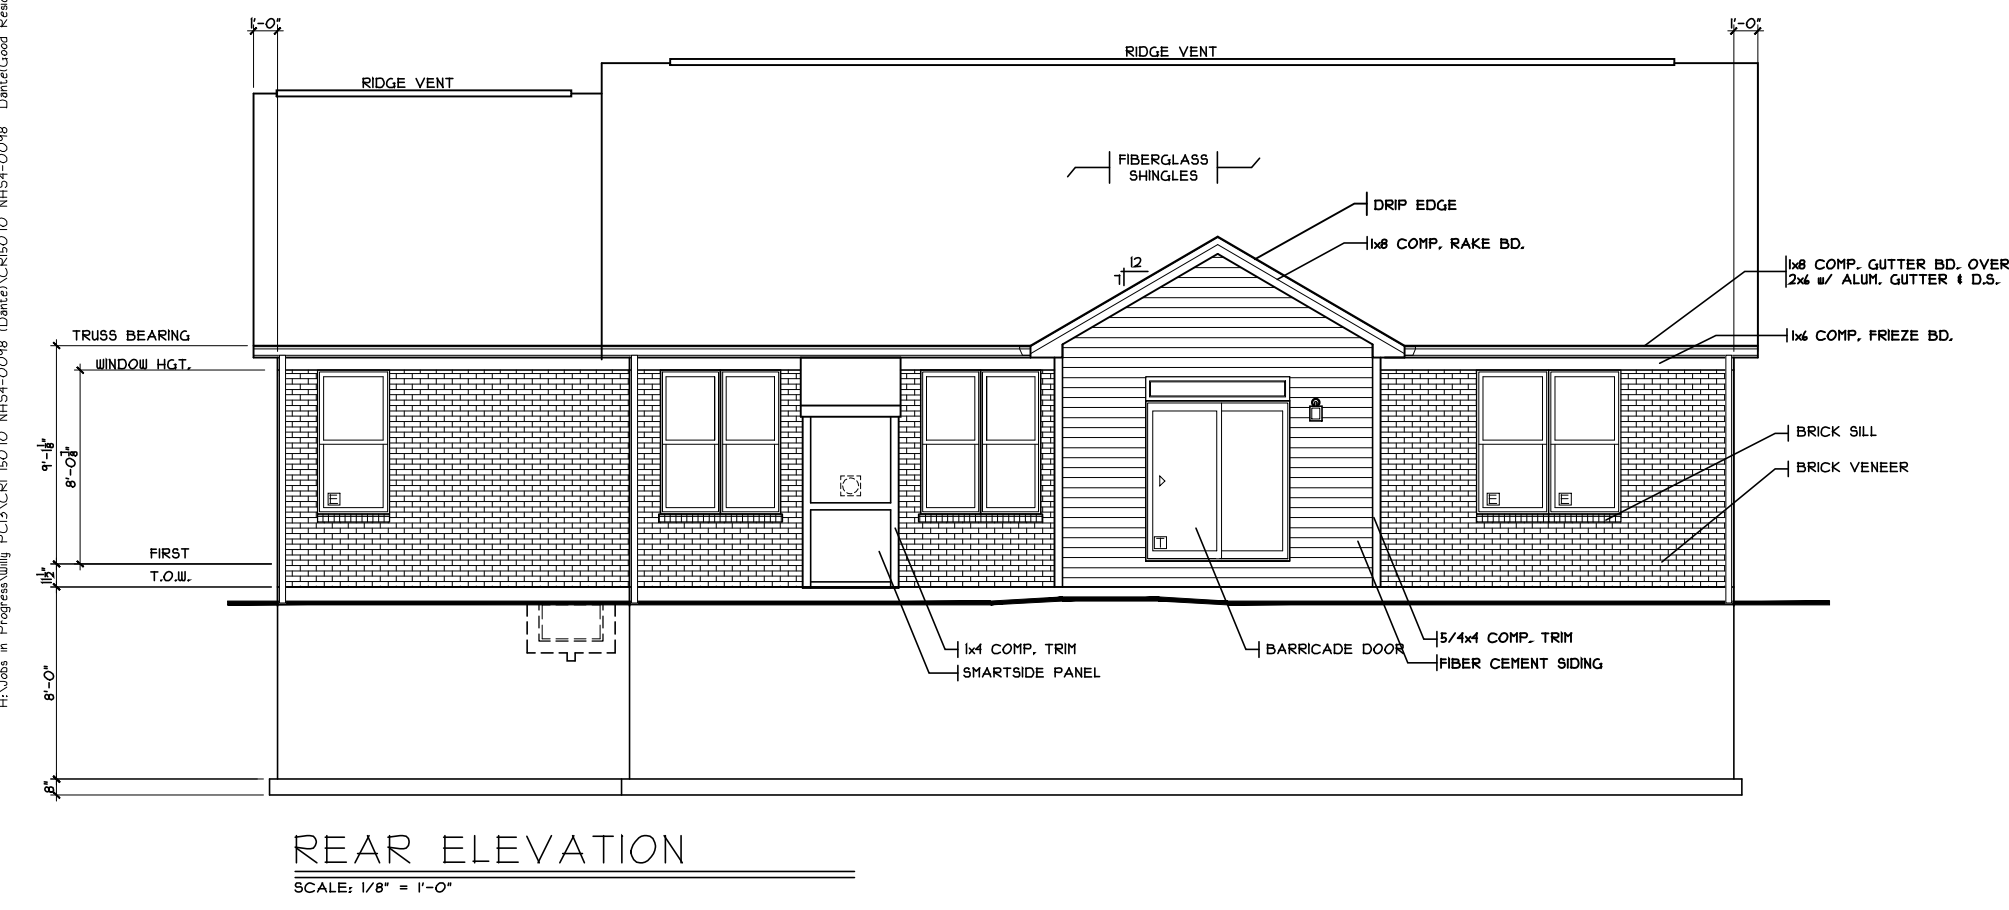 1'-0"
1'-0"
RIDGE VENT
RIDGE VENT
FIBERGLASS
SHINGLES
DRIP EDGE
1x8 COMP. RAKE BD.
12
7
1x8 COMP. GUTTER BD. OVER
2x6 w/ ALUM. GUTTER & D.S.
TRUSS BEARING
1x6 COMP. FRIEZE BD.
WINDOW HGT.
9'-1 1/8"
8'-0 7/8"
BRICK SILL
BRICK VENEER
E
E
E
T
FIRST
T.O.W.
11 1/2"
1x4 COMP. TRIM
SMARTSIDE PANEL
BARRICADE DOOR
5/4x4 COMP. TRIM
FIBER CEMENT SIDING
8'-0"
8"
REAR ELEVATION
SCALE: 1/8" = 1'-0"